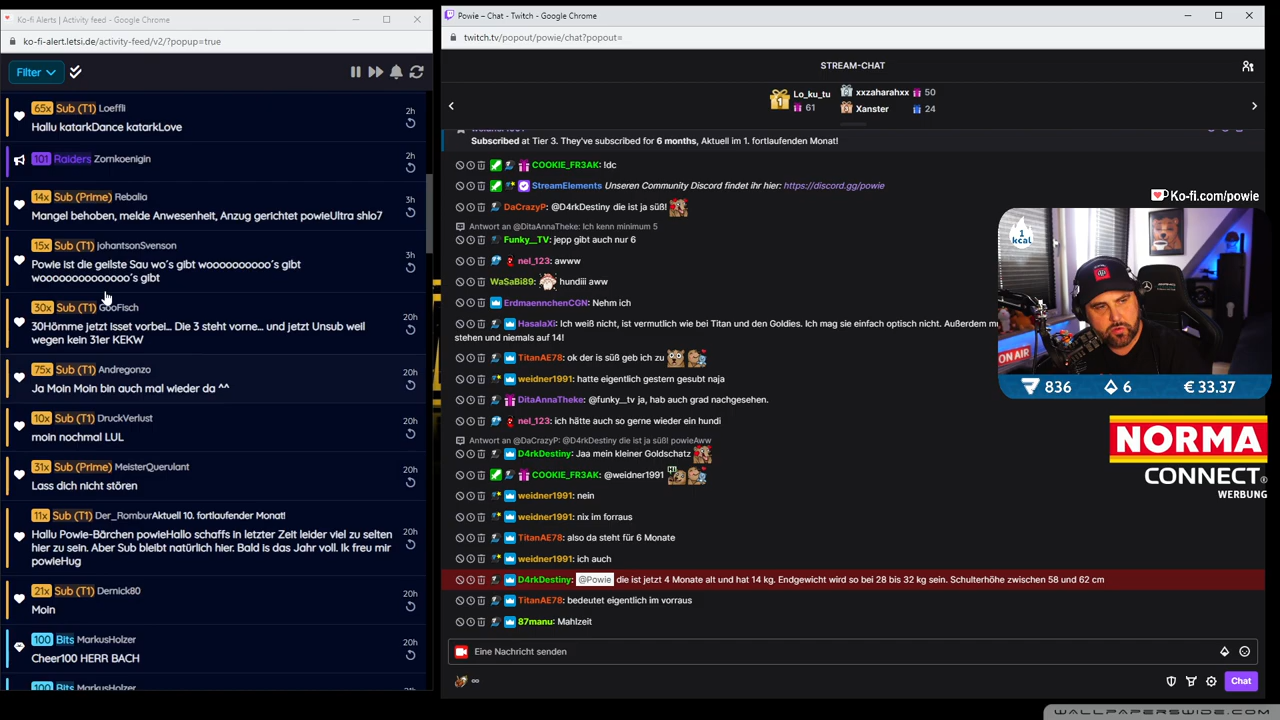 Ko-fi Alerts | Activity feed - Google Chrome
ko-fi-alert.letsi.de/activity-feed/v2/?popup=true
Filter
65x Sub (T1) Loeffli 2h
Hallu katarkDance katarkLove
101 Raiders Zornkoenigin 2h
14x Sub (Prime) Rebalia 3h
Mangel behoben, melde Anwesenheit, Anzug gerichtet powieUltra shlo7
15x Sub (T1) JohantsonSvenson 3h
Powie ist die geilste Sau wo´s gibt woooooooooo´s gibt
wooooooooooooo´s gibt
30x Sub (T1) GooFisch 20h
30Hömme jetzt isset vorbei... Die 3 steht vorne... und jetzt Unsub weil
wegen kein 31er KEKW
75x Sub (T1) Andregonzo 20h
Ja Moin Moin bin auch mal wieder da ^^
10x Sub (T1) DruckVerlust 20h
moin nochmal LUL
31x Sub (Prime) MeisterQuerulant 20h
Lass dich nicht stören
11x Sub (T1) Der_RomburAktuell 10. fortlaufender Monat! 20h
Hallu Powie-Bärchen powieHallo schaffs in letzter Zeit leider viel zu selten
hier zu sein. Aber Sub bleibt natürlich hier. Bald is das Jahr voll. Ik freu mir
powieHug
21x Sub (T1) Dernick80 20h
Moin
100 Bits MarkusHolzer 20h
Cheer100 HERR BACH
100 Bits MarkusHolzer
Powie – Chat - Twitch - Google Chrome
twitch.tv/popout/powie/chat?popout=
STREAM-CHAT
1 Lo_ku_tu 61
xxzaharahxx 50
Xanster 24
weidner1991
Subscribed at Tier 3. They've subscribed for 6 months, Aktuell im 1. fortlaufenden Monat!
COOKIE_FR3AK: !dc
StreamElements Unseren Community Discord findet ihr hier: https://discord.gg/powie
DaCrazyP: @D4rkDestiny die ist ja süß!
Antwort an @DitaAnnaTheke: Ich kenn minimum 5
Funky__TV: jepp gibt auch nur 6
nel_123: awww
WaSaBi89: hundiii aww
ErdmaennchenCGN: Nehm ich
HasaiaXi: Ich weiß nicht, ist vermutlich wie bei Titan und den Goldies. Ich mag sie einfach optisch nicht. Außerdem
stehen und niemals auf 14!
TitanAE78: ok der is süß geb ich zu
weidner1991: hatte eigentlich gestern gesubt naja
DitaAnnaTheke: @funky__tv ja, hab auch grad nachgesehen.
nel_123: ich hätte auch so gerne wieder ein hundi
Antwort an @DaCrazyP: @D4rkDestiny die ist ja süß! powieAww
D4rkDestiny: Jaa mein kleiner Goldschatz
COOKIE_FR3AK: @weidner1991
weidner1991: nein
weidner1991: nix im forraus
TitanAE78: also da steht für 6 Monate
weidner1991: ich auch
D4rkDestiny: @Powie die ist jetzt 4 Monate alt und hat 14 kg. Endgewicht wird so bei 28 bis 32 kg sein. Schulterhöhe zwischen 58 und 62 cm
TitanAE78: bedeutet eigentlich im vorraus
87manu: Mahlzeit
Eine Nachricht senden
Chat
Ko-fi.com/powie
1
kcal
ON AIR
836 6 € 33.37
NORMA
CONNECT®
WERBUNG
WALLPAPERSWIDE.COM